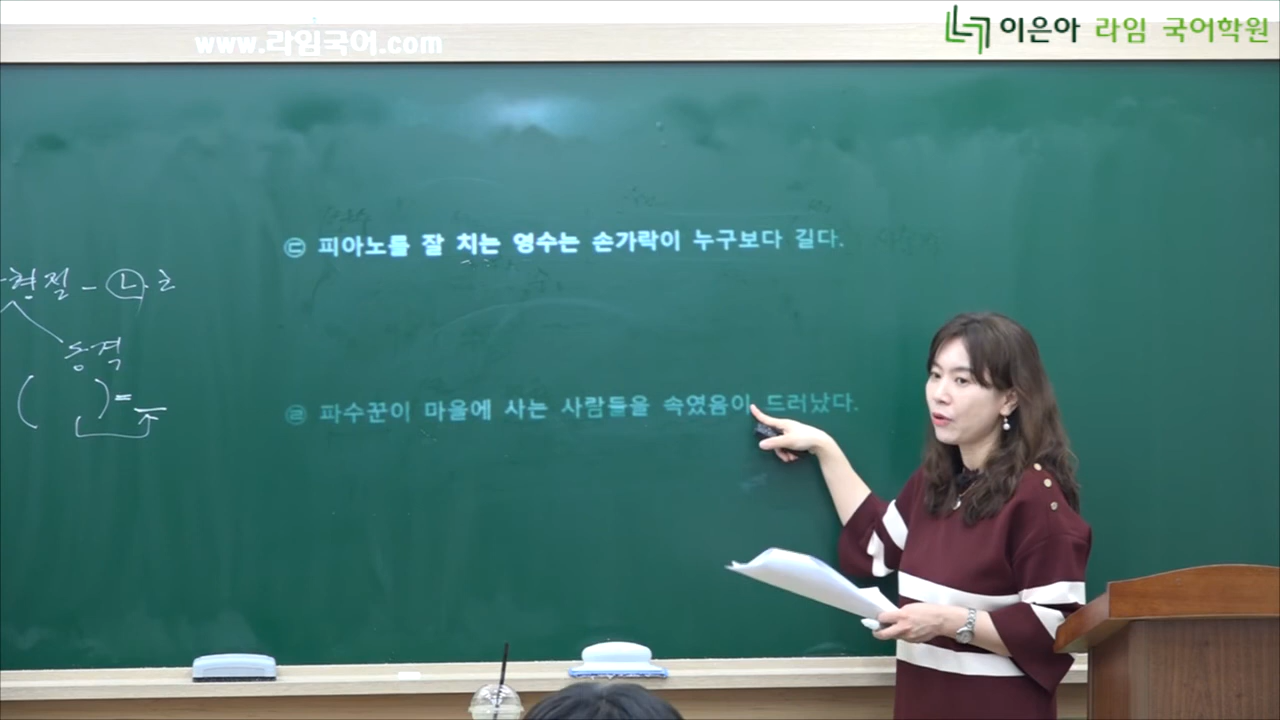 www.라임국어.com
이은아 라임 국어학원
㉢ 피아노를 잘 치는 영수는 손가락이 누구보다 길다.
형절 - ㄴ
동격
( ) =
㉣ 파수꾼이 마을에 사는 사람들을 속였음이 드러났다.